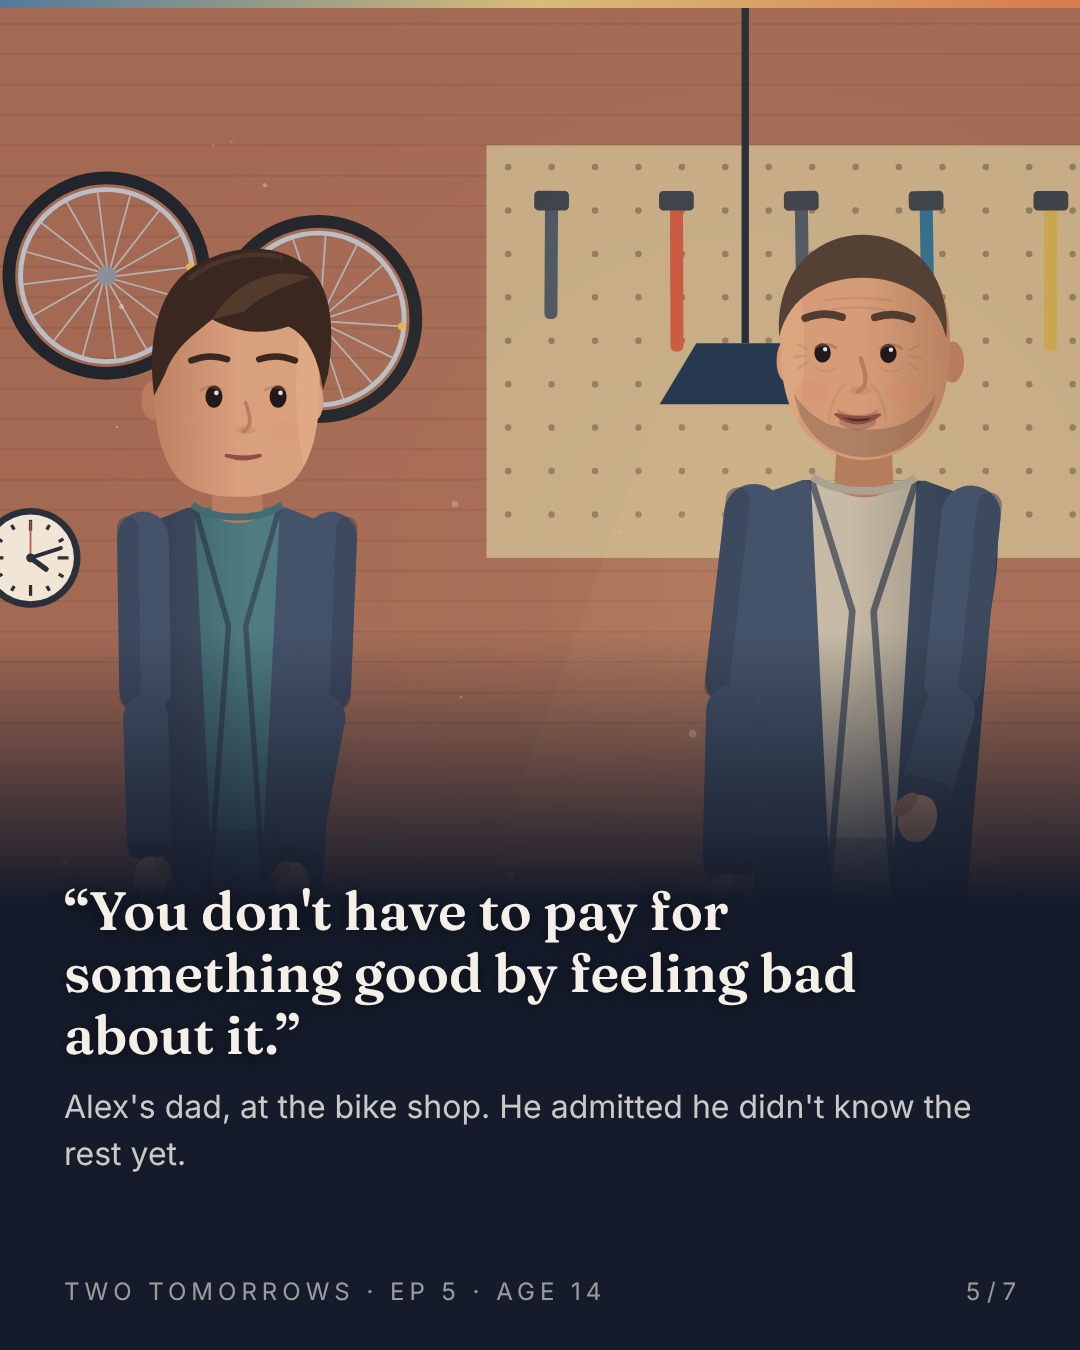 “You don't have to pay for
something good by feeling bad
about it.”
Alex's dad, at the bike shop. He admitted he didn't know the
rest yet.
TWO TOMORROWS · EP 5 · AGE 14
5/7